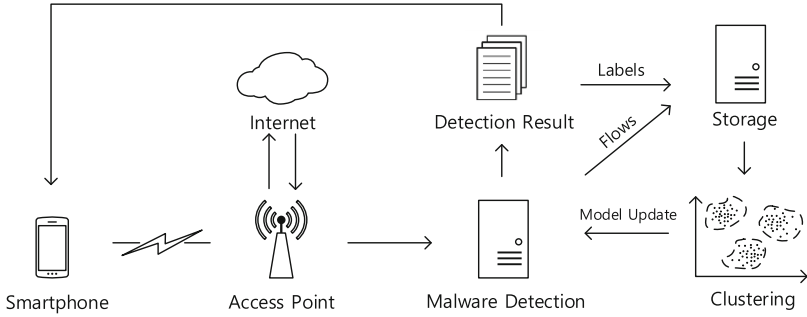 Labels
Internet
Detection Result
Flows
Storage
Model Update
Smartphone
Access Point
Malware Detection
Clustering